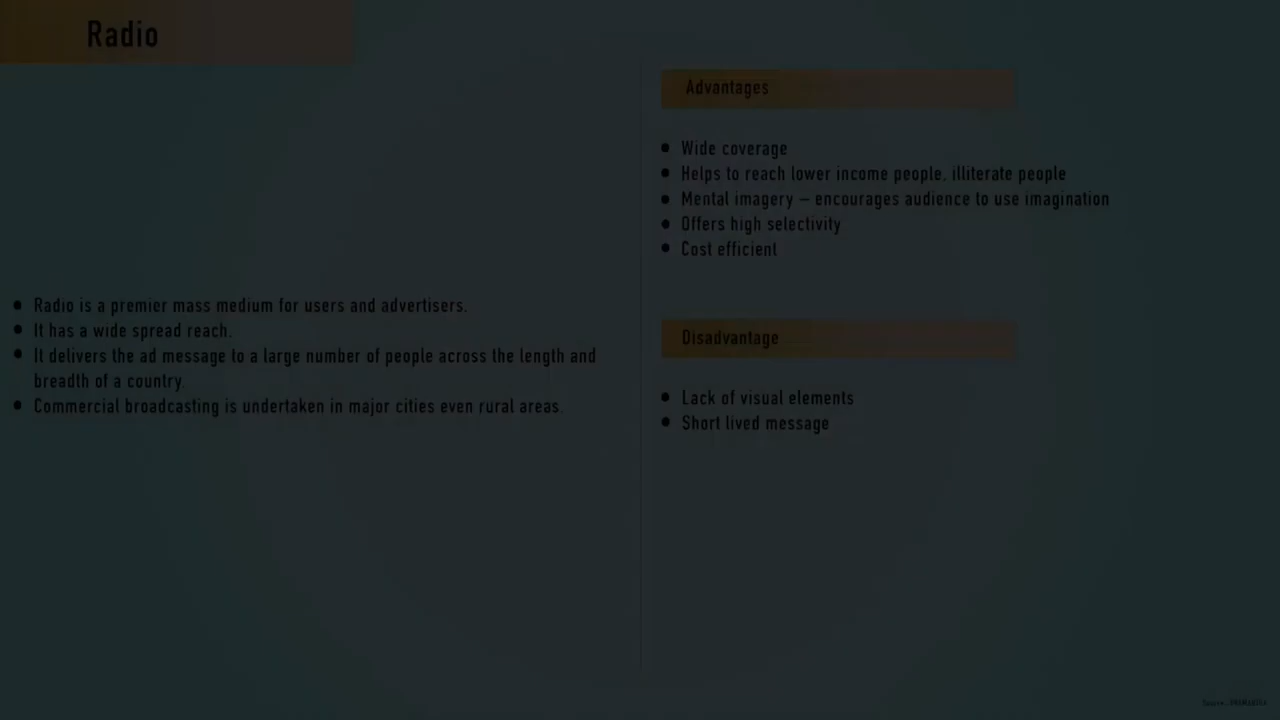 Radio
Radio is a premier mass medium for users and advertisers.
It has a wide spread reach.
It delivers the ad message to a large number of people across the length and
breadth of a country.
Commercial broadcasting is undertaken in major cities even rural areas.
Advantages
Wide coverage
Helps to reach lower income people, illiterate people
Mental imagery – encourages audience to use imagination
Offers high selectivity
Cost efficient
Disadvantage
Lack of visual elements
Short lived message